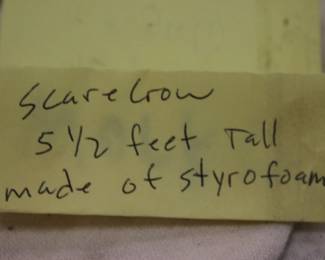 Scarecrow
5 1/2 feet Tall
made of styrofoam